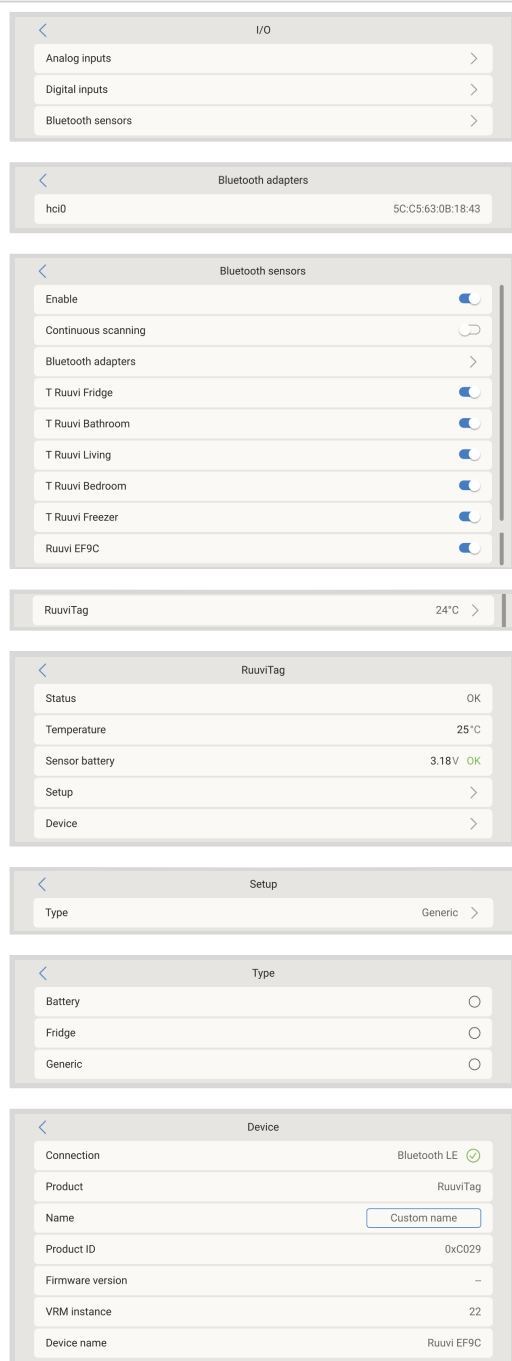 I/O
Analog inputs
Digital inputs
Bluetooth sensors
Bluetooth adapters
hci0 5C:C5:63:0B:18:43
Bluetooth sensors
Enable
Continuous scanning
Bluetooth adapters
T Ruuvi Fridge
T Ruuvi Bathroom
T Ruuvi Living
T Ruuvi Bedroom
T Ruuvi Freezer
Ruuvi EF9C
RuuviTag 24°C
RuuviTag
Status OK
Temperature 25°C
Sensor battery 3.18V OK
Setup
Device
Setup
Type Generic
Type
Battery
Fridge
Generic
Device
Connection Bluetooth LE
Product RuuviTag
Name Custom name
Product ID 0xC029
Firmware version –
VRM instance 22
Device name Ruuvi EF9C